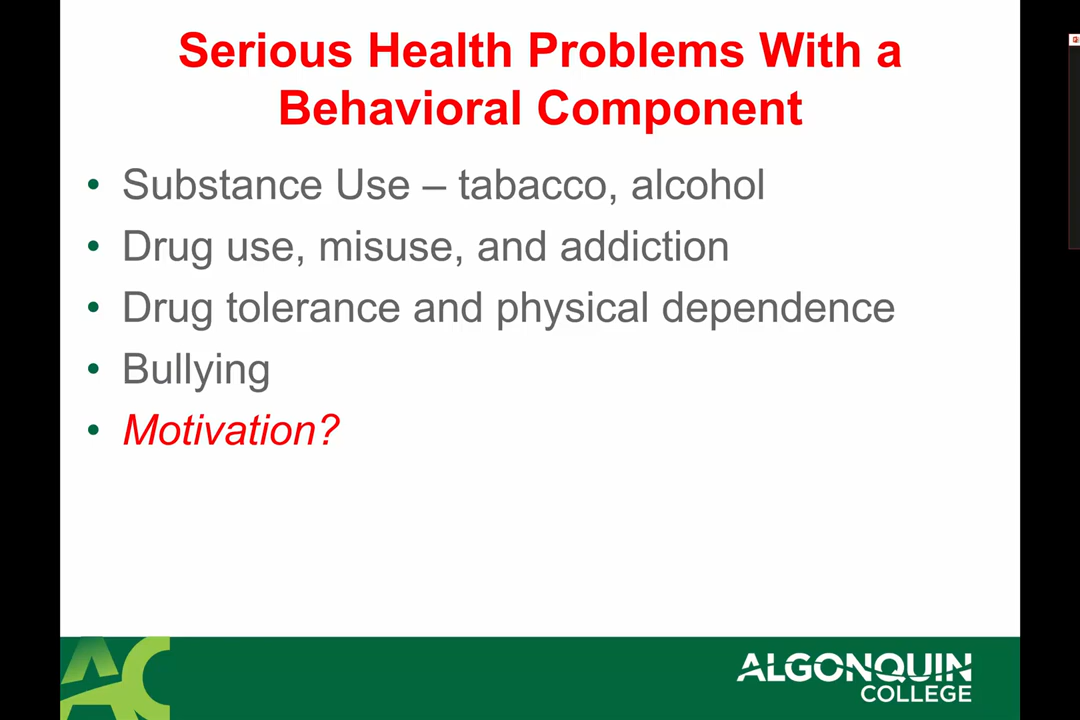 Serious Health Problems With a
Behavioral Component
• Substance Use – tabacco, alcohol
• Drug use, misuse, and addiction
• Drug tolerance and physical dependence
• Bullying
• Motivation?
AC
ALGONQUIN
COLLEGE